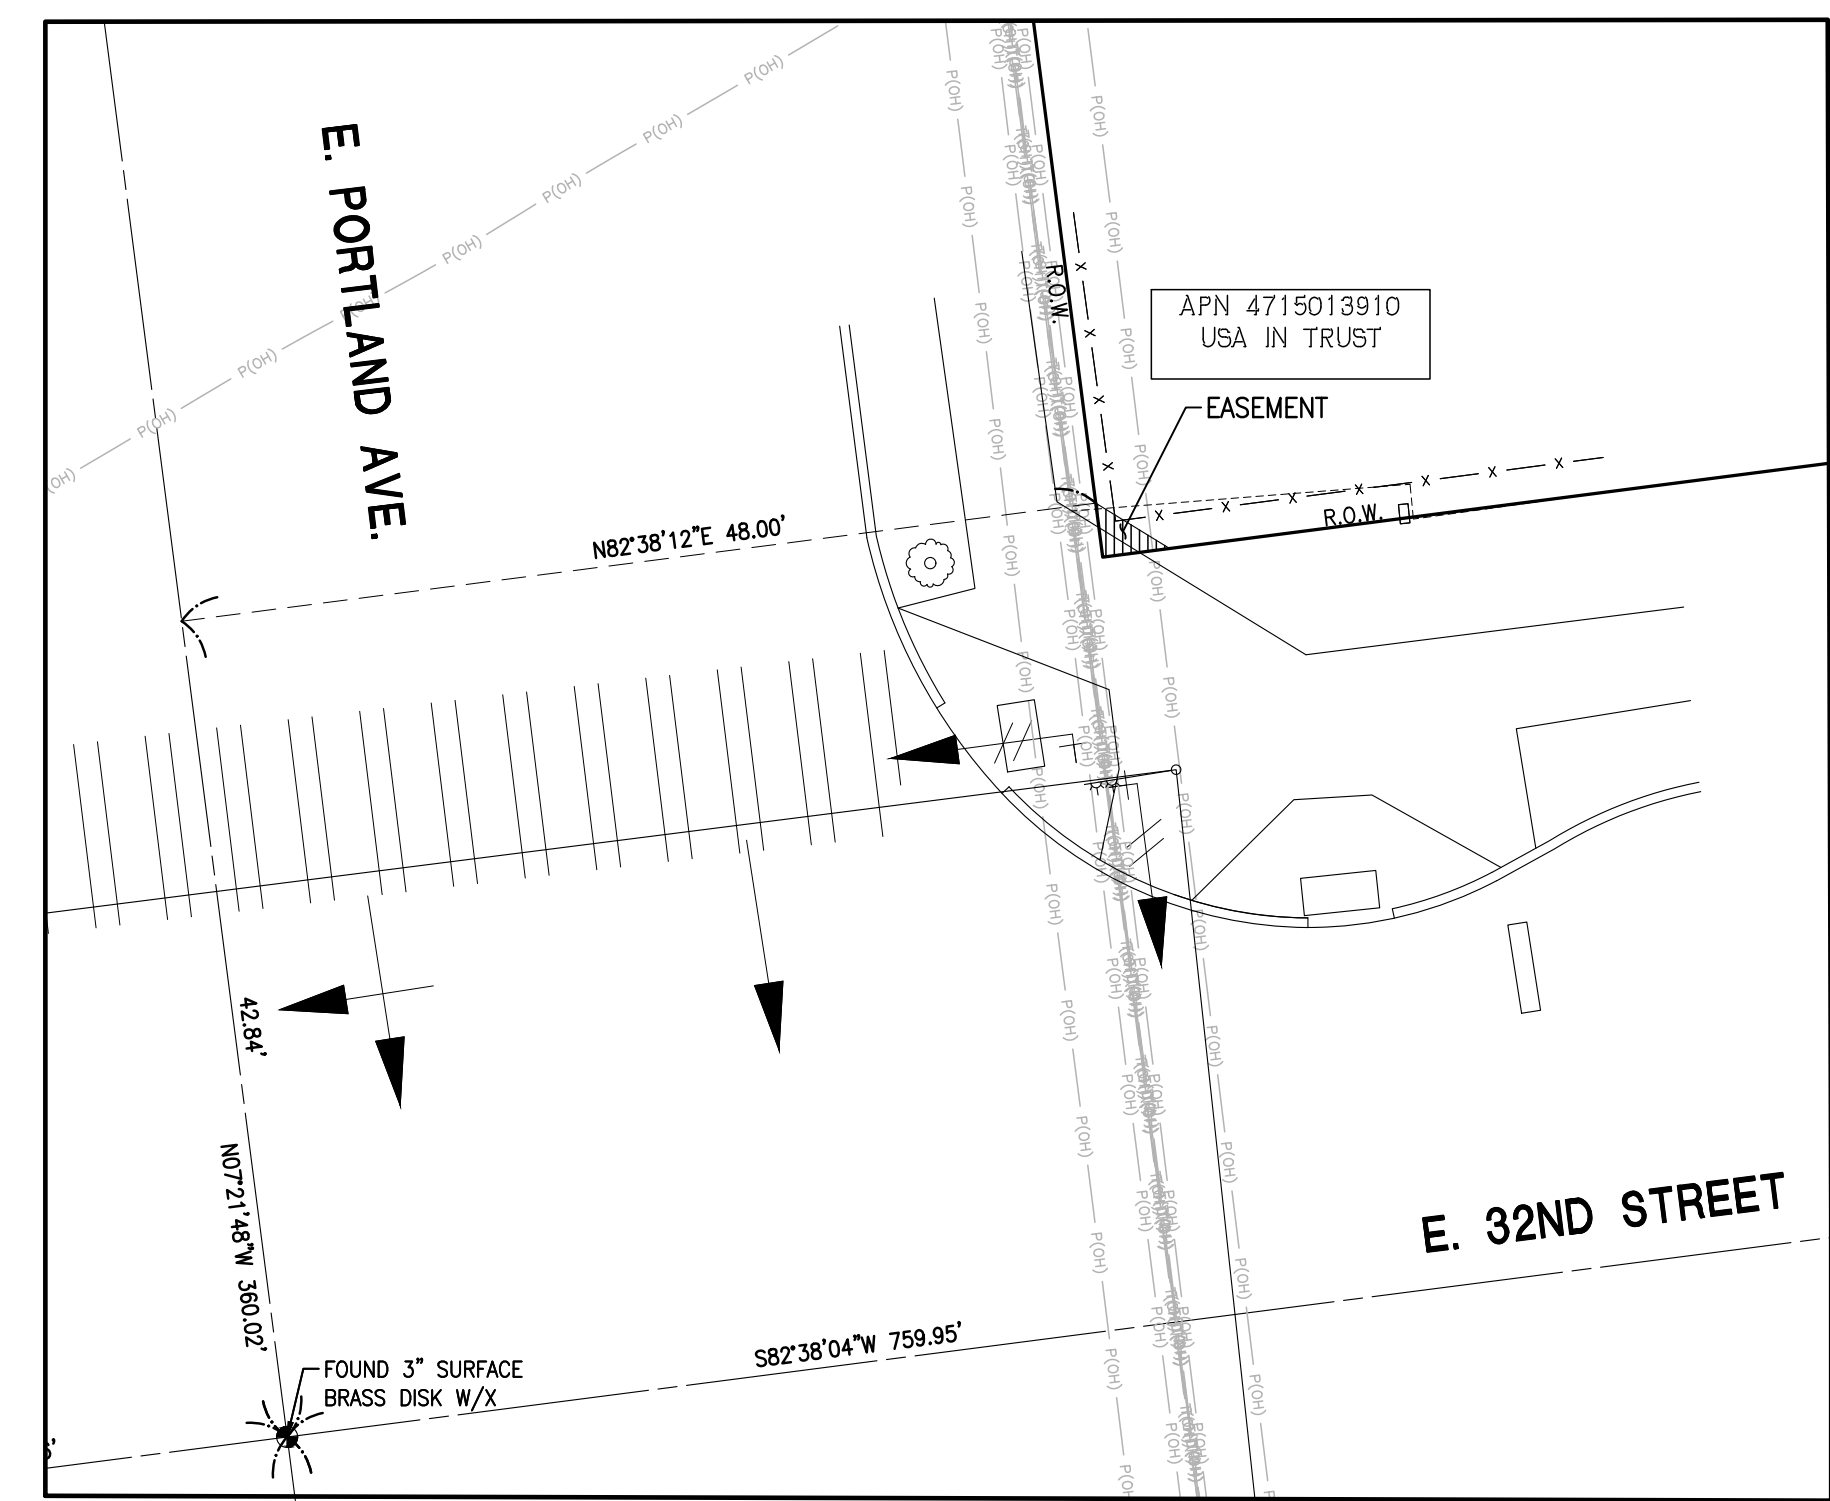 E. PORTLAND AVE.
P(OH)
R.O.W.
APN 4715013910
USA IN TRUST
EASEMENT
R.O.W.
N82°38'12"E 48.00'
42.84'
N07°21'48"W 360.02'
E. 32ND STREET
S82°38'04"W 759.95'
FOUND 3" SURFACE
BRASS DISK W/X